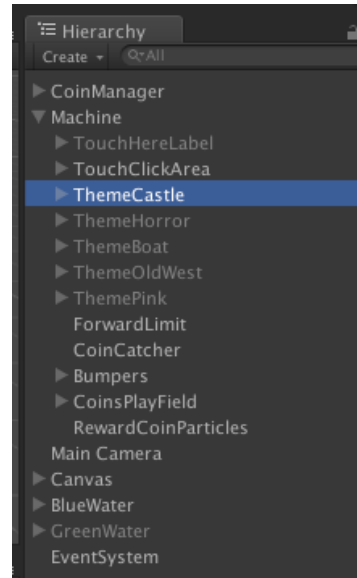 Hierarchy
Create All
CoinManager
Machine
TouchHereLabel
TouchClickArea
ThemeCastle
ThemeHorror
ThemeBoat
ThemeOldWest
ThemePink
ForwardLimit
CoinCatcher
Bumpers
CoinsPlayField
RewardCoinParticles
Main Camera
Canvas
BlueWater
GreenWater
EventSystem